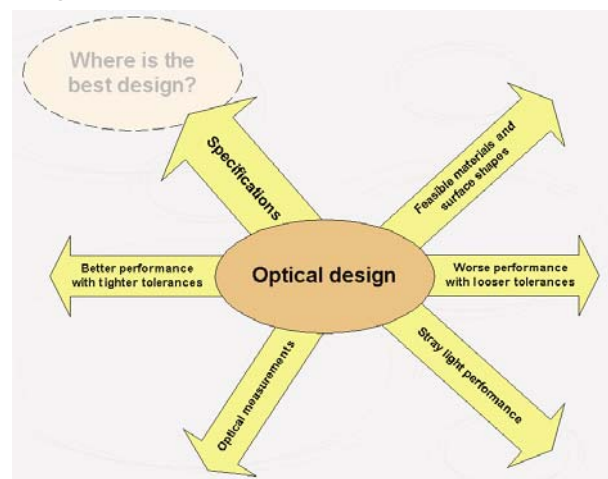 Where is the
best design?
Specifications
Feasible materials and
surface shapes
Better performance
with tighter tolerances
Optical design
Worse performance
with looser tolerances
Optical measurements
Stray light performance